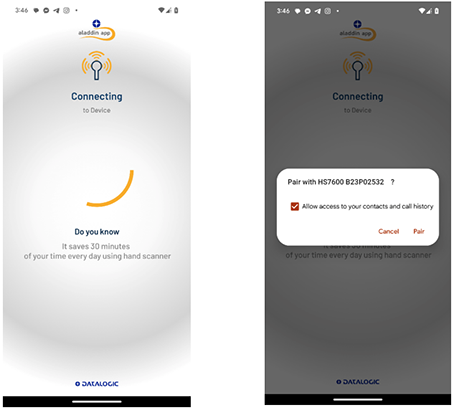 3:46
aladdin app
Connecting
to Device
Do you know
It saves 30 minutes
of your time every day using hand scanner
DATALOGIC
3:46
aladdin app
Connecting
to Device
Pair with HS7600 B23P02532 ?
Allow access to your contacts and call history
Cancel Pair
It saves 30 minutes
of your time every day using hand scanner
DATALOGIC